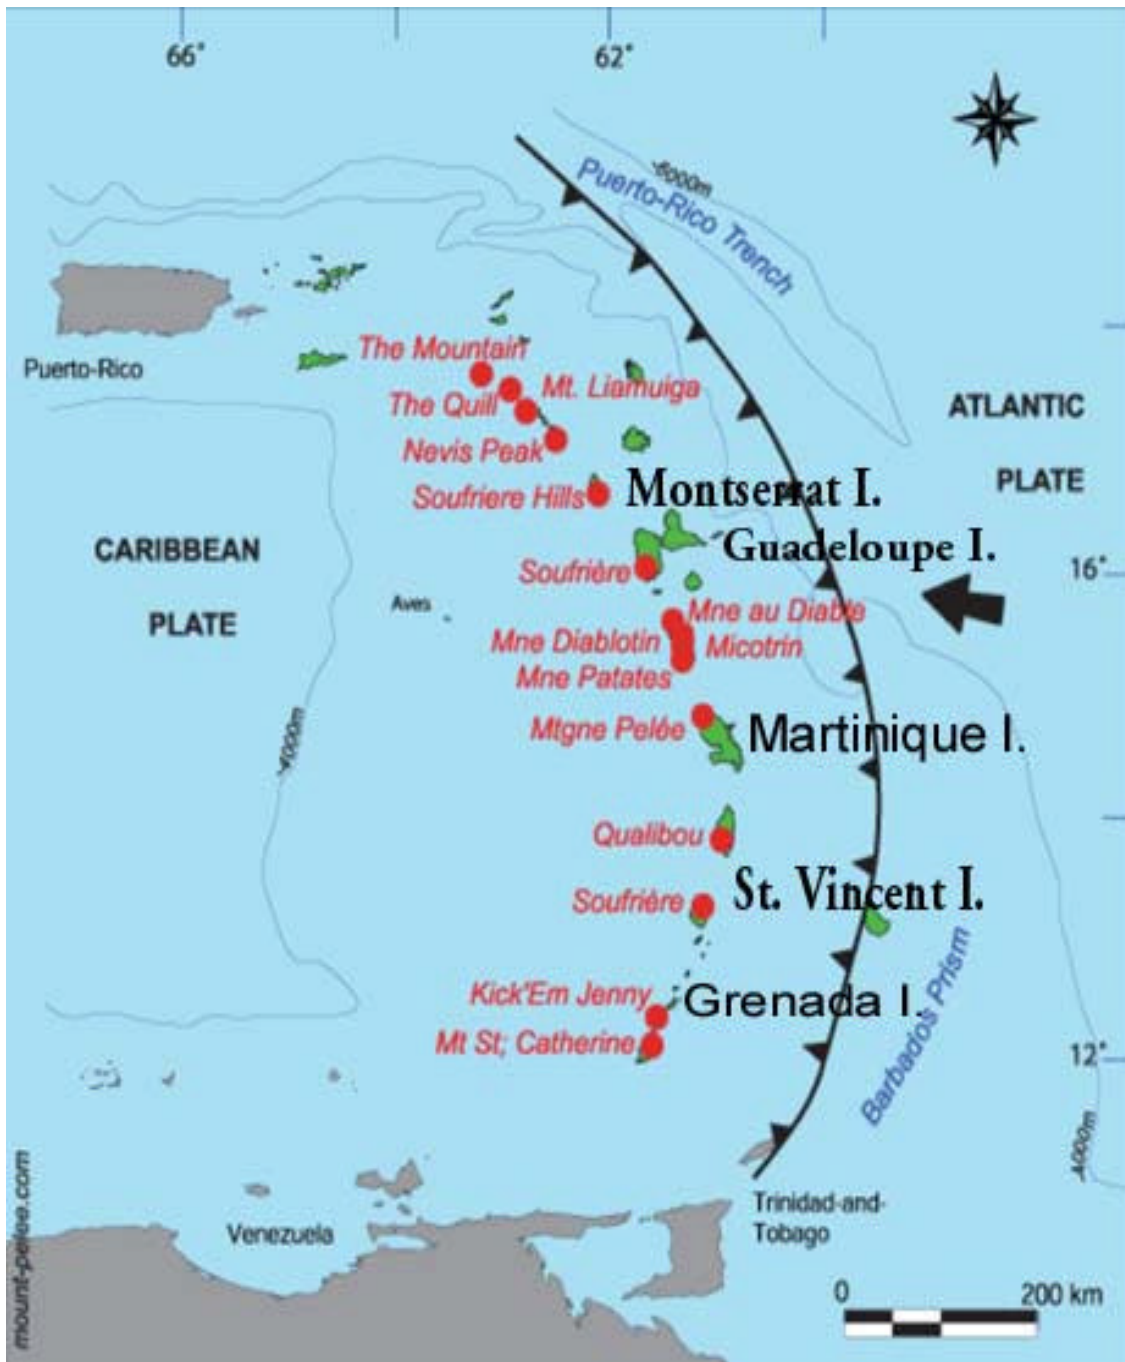 66°
62°
-6000m
Puerto-Rico Trench
The Mountain
Puerto-Rico
Mt. Liamuiga
The Quill
ATLANTIC
PLATE
Nevis Peak
Soufriere Hills
Montserrat I.
CARIBBEAN
PLATE
Guadeloupe I.
16°
Soufrière
Aves
Mne au Diable
Mne Diablotin
Micotrin
Mne Patates
-4000m
Mtgne Pelée
Martinique I.
Qualibou
Soufrière
St. Vincent I.
Kick'Em Jenny
Grenada I.
Mt St; Catherine
Barbados Prism
12°
4000m
Venezuela
Trinidad-and-
Tobago
0
200 km
mount-pelee.com